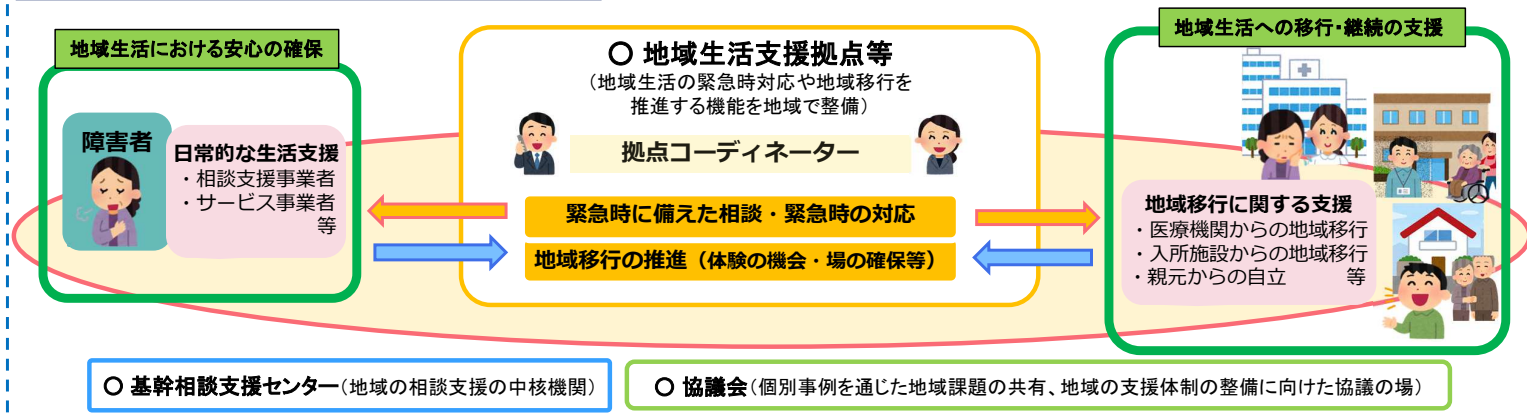 地域生活における安心の確保
障害者
日常的な生活支援
・相談支援事業者
・サービス事業者
等
○ 地域生活支援拠点等
（地域生活の緊急時対応や地域移行を
推進する機能を地域で整備）
拠点コーディネーター
緊急時に備えた相談・緊急時の対応
地域移行の推進（体験の機会・場の確保等）
地域生活への移行・継続の支援
地域移行に関する支援
・医療機関からの地域移行
・入所施設からの地域移行
・親元からの自立　　等
○ 基幹相談支援センター（地域の相談支援の中核機関）
○ 協議会（個別事例を通じた地域課題の共有、地域の支援体制の整備に向けた協議の場）